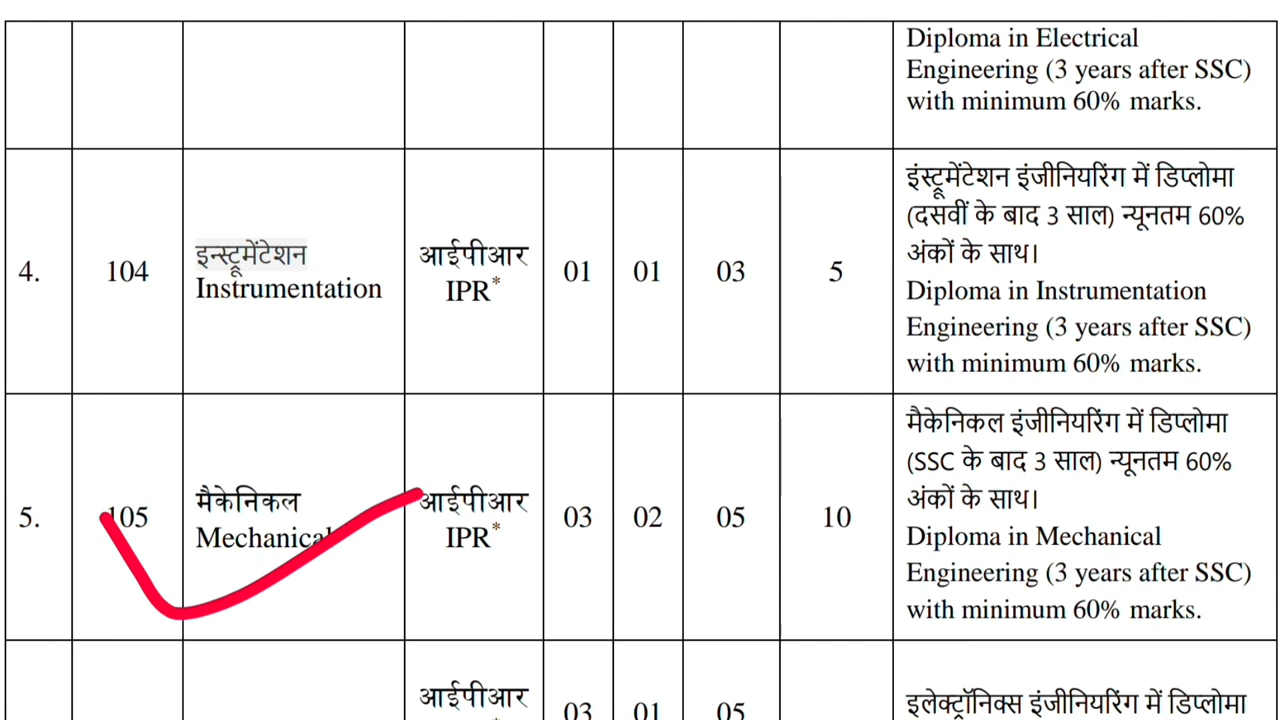 Diploma in Electrical
Engineering (3 years after SSC)
with minimum 60% marks.
4.
104
इन्स्ट्रूमेंटेशन
Instrumentation
आईपीआर
IPR*
01
01
03
5
इंस्ट्रूमेंटेशन इंजीनियरिंग में डिप्लोमा
(दसवीं के बाद 3 साल) न्यूनतम 60%
अंकों के साथ।
Diploma in Instrumentation
Engineering (3 years after SSC)
with minimum 60% marks.
5.
105
मैकेनिकल
Mechanical
आईपीआर
IPR*
03
02
05
10
मैकेनिकल इंजीनियरिंग में डिप्लोमा
(SSC के बाद 3 साल) न्यूनतम 60%
अंकों के साथ।
Diploma in Mechanical
Engineering (3 years after SSC)
with minimum 60% marks.
आईपीआर
03
01
05
इलेक्ट्रॉनिक्स इंजीनियरिंग में डिप्लोमा